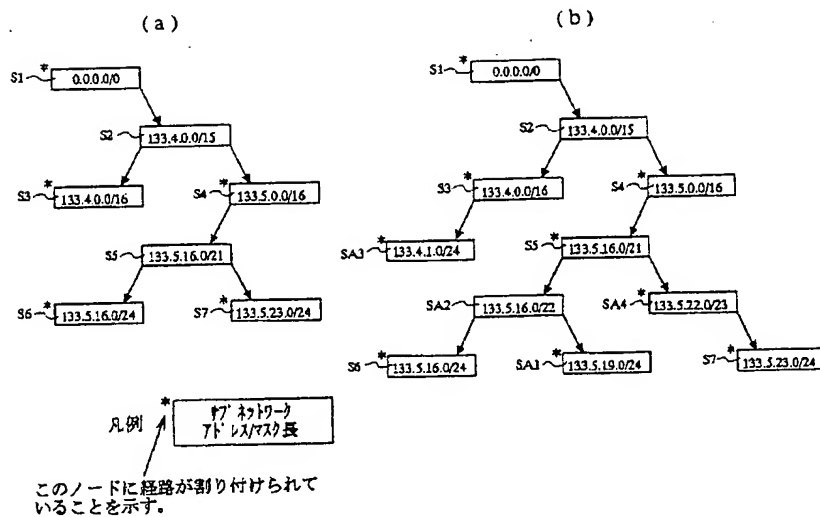 (a)
* S1 0.0.0.0/0
S2 133.4.0.0/15
* S3 133.4.0.0/16
* S4 133.5.0.0/16
S5 133.5.16.0/21
* S6 133.5.16.0/24
* S7 133.5.23.0/24
(b)
* S1 0.0.0.0/0
S2 133.4.0.0/15
* S3 133.4.0.0/16
* S4 133.5.0.0/16
* SA3 133.4.1.0/24
* S5 133.5.16.0/21
SA2 133.5.16.0/22
* SA4 133.5.22.0/23
* S6 133.5.16.0/24
* SA1 133.5.19.0/24
* S7 133.5.23.0/24
凡例
* サブネットワーク
アドレス/マスク長
このノードに経路が割り付けられて
いることを示す。